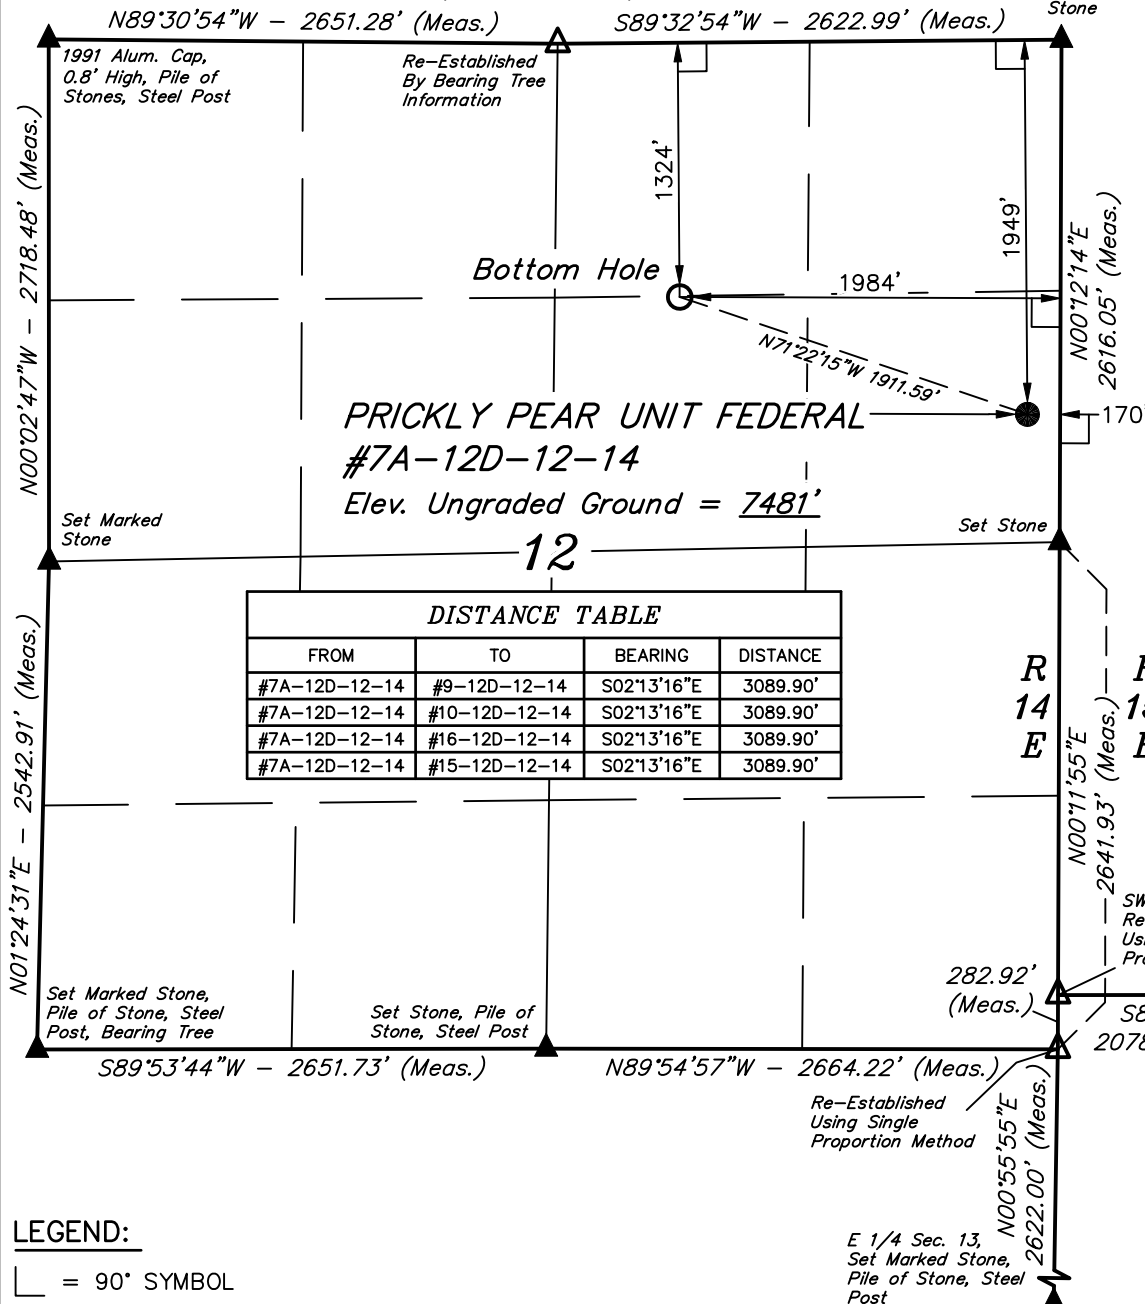 N89°30'54"W - 2651.28' (Meas.)
S89°32'54"W - 2622.99' (Meas.)
Stone
1991 Alum. Cap,
0.8' High, Pile of
Stones, Steel Post
Re-Established
By Bearing Tree
Information
N00°02'47"W - 2718.48' (Meas.)
1324'
1949'
N00°12'14"E
2616.05' (Meas.)
Bottom Hole
1984'
N71°22'15"W 1911.59'
170'
PRICKLY PEAR UNIT FEDERAL
#7A-12D-12-14
Elev. Ungraded Ground = 7481'
Set Marked
Stone
Set Stone
12
DISTANCE TABLE
FROM TO BEARING DISTANCE
#7A-12D-12-14 #9-12D-12-14 S02°13'16"E 3089.90'
#7A-12D-12-14 #10-12D-12-14 S02°13'16"E 3089.90'
#7A-12D-12-14 #16-12D-12-14 S02°13'16"E 3089.90'
#7A-12D-12-14 #15-12D-12-14 S02°13'16"E 3089.90'
R
14
E
N01°24'31"E - 2542.91' (Meas.)
N00°11'55"E
2641.93' (Meas.)
SW
Re
Usi
Pro
282.92'
(Meas.)
S8
2078
Set Marked Stone,
Pile of Stone, Steel
Post, Bearing Tree
Set Stone, Pile of
Stone, Steel Post
S89°53'44"W - 2651.73' (Meas.)
N89°54'57"W - 2664.22' (Meas.)
Re-Established
Using Single
Proportion Method
N00°55'55"E
2622.00' (Meas.)
LEGEND:
= 90° SYMBOL
E 1/4 Sec. 13,
Set Marked Stone,
Pile of Stone, Steel
Post